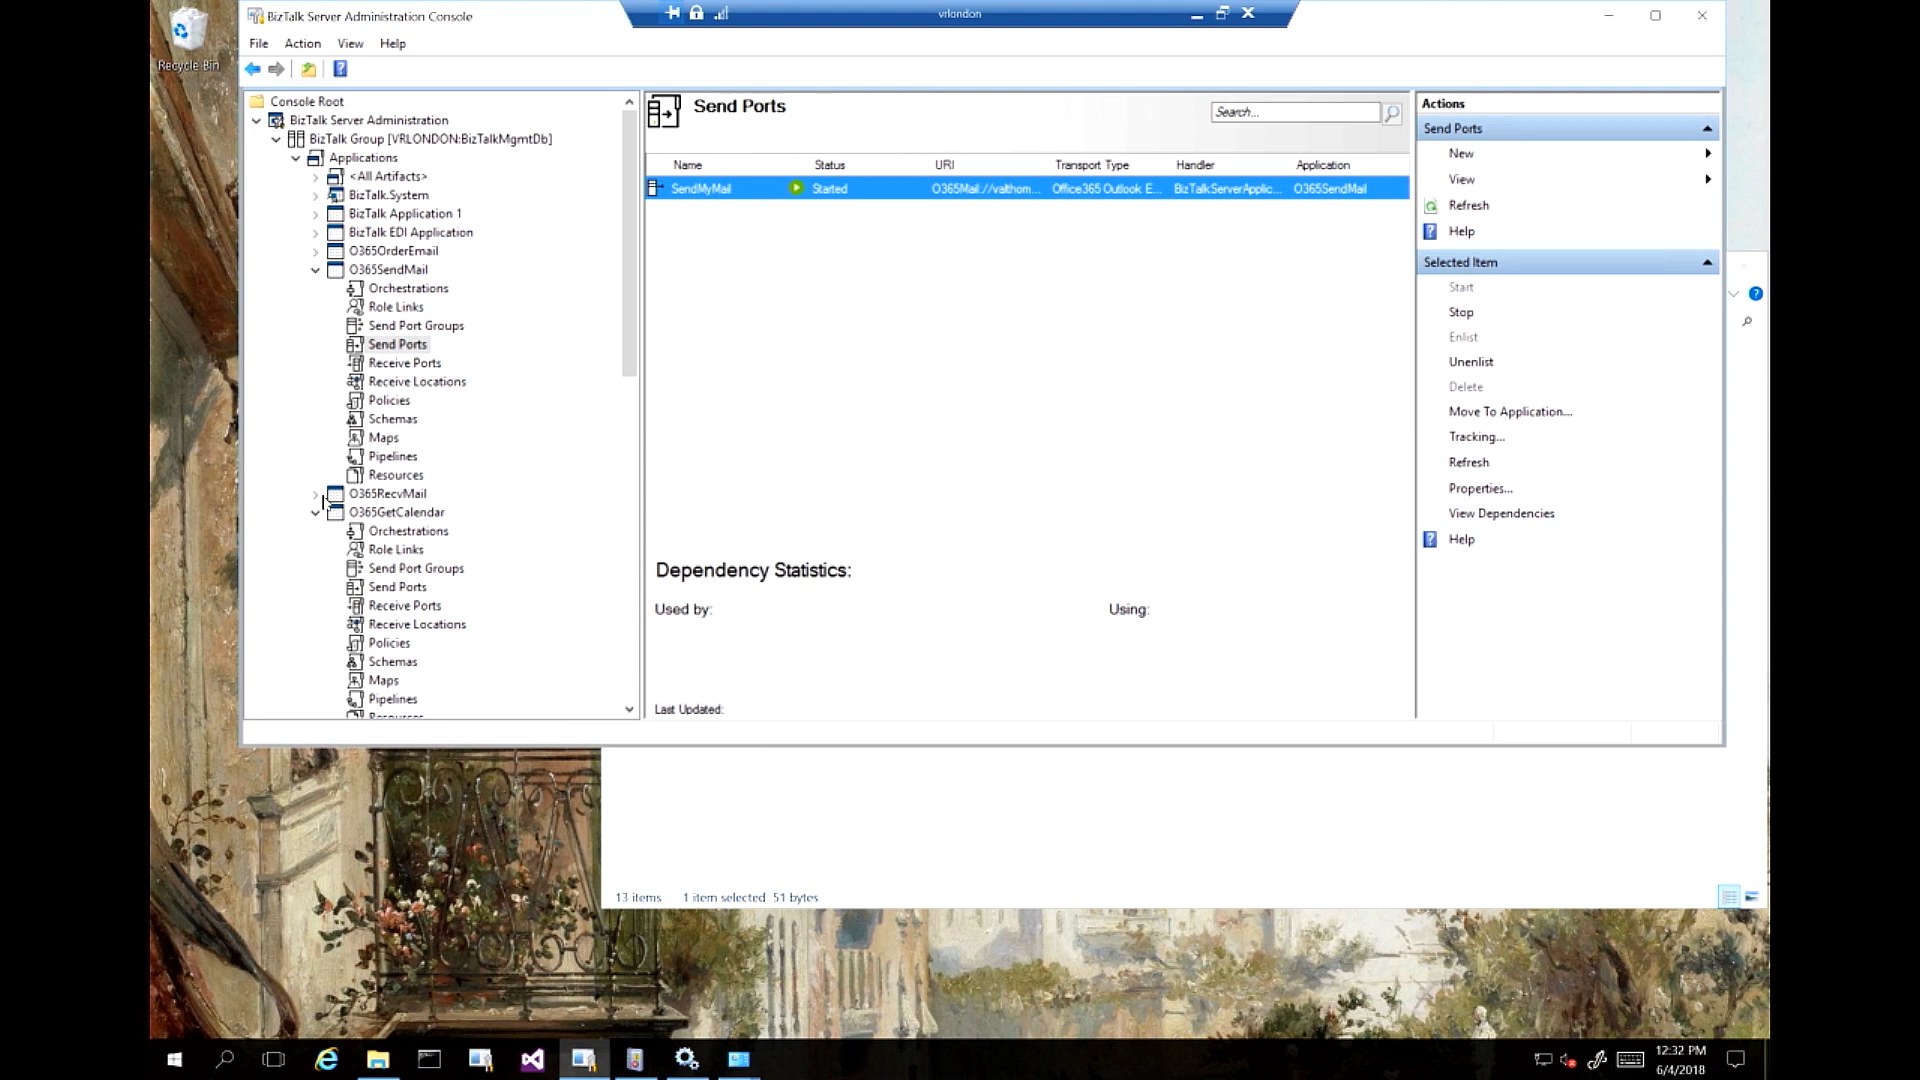 Recycle Bin
BizTalk Server Administration Console
vrlondon
File Action View Help
Console Root
BizTalk Server Administration
BizTalk Group [VRLONDON:BizTalkMgmtDb]
Applications
<All Artifacts>
BizTalk.System
BizTalk Application 1
BizTalk EDI Application
O365OrderEmail
O365SendMail
Orchestrations
Role Links
Send Port Groups
Send Ports
Receive Ports
Receive Locations
Policies
Schemas
Maps
Pipelines
Resources
O365RecvMail
O365GetCalendar
Orchestrations
Role Links
Send Port Groups
Send Ports
Receive Ports
Receive Locations
Policies
Schemas
Maps
Pipelines
Resources
Send Ports
Search...
Name Status URI Transport Type Handler Application
SendMyMail Started O365Mail://valthom... Office365 Outlook E... BizTalkServerApplic... O365SendMail
Dependency Statistics:
Used by: Using:
Last Updated:
Actions
Send Ports
New
View
Refresh
Help
Selected Item
Start
Stop
Enlist
Unenlist
Delete
Move To Application...
Tracking...
Refresh
Properties...
View Dependencies
Help
13 items 1 item selected 51 bytes
12:32 PM
6/4/2018